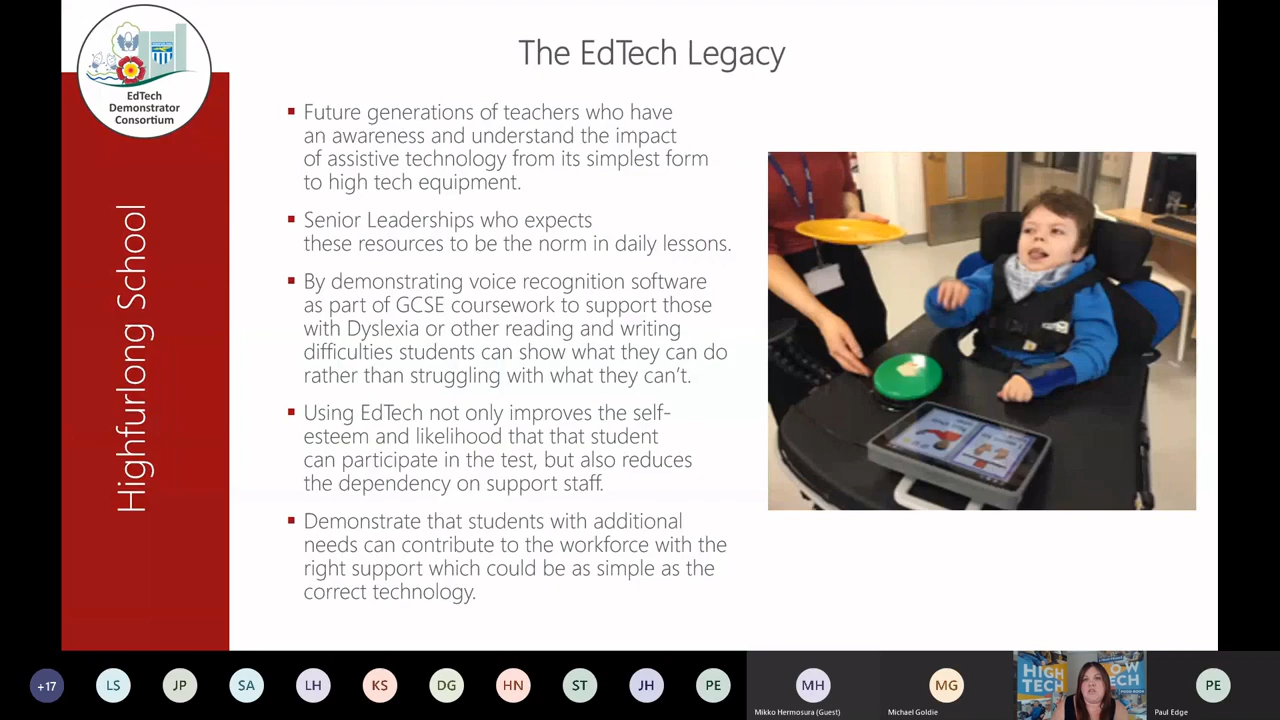 The EdTech Legacy
EdTech
Demonstrator
Consortium
Highfurlong School
▪ Future generations of teachers who have
an awareness and understand the impact
of assistive technology from its simplest form
to high tech equipment.
▪ Senior Leaderships who expects
these resources to be the norm in daily lessons.
▪ By demonstrating voice recognition software
as part of GCSE coursework to support those
with Dyslexia or other reading and writing
difficulties students can show what they can do
rather than struggling with what they can't.
▪ Using EdTech not only improves the self-
esteem and likelihood that that student
can participate in the test, but also reduces
the dependency on support staff.
▪ Demonstrate that students with additional
needs can contribute to the workforce with the
right support which could be as simple as the
correct technology.
+17
LS
JP
SA
LH
KS
DG
HN
ST
JH
PE
MH
Mikko Hermosura (Guest)
MG
Michael Goldie
HIGH
TECH
PE
Paul Edge